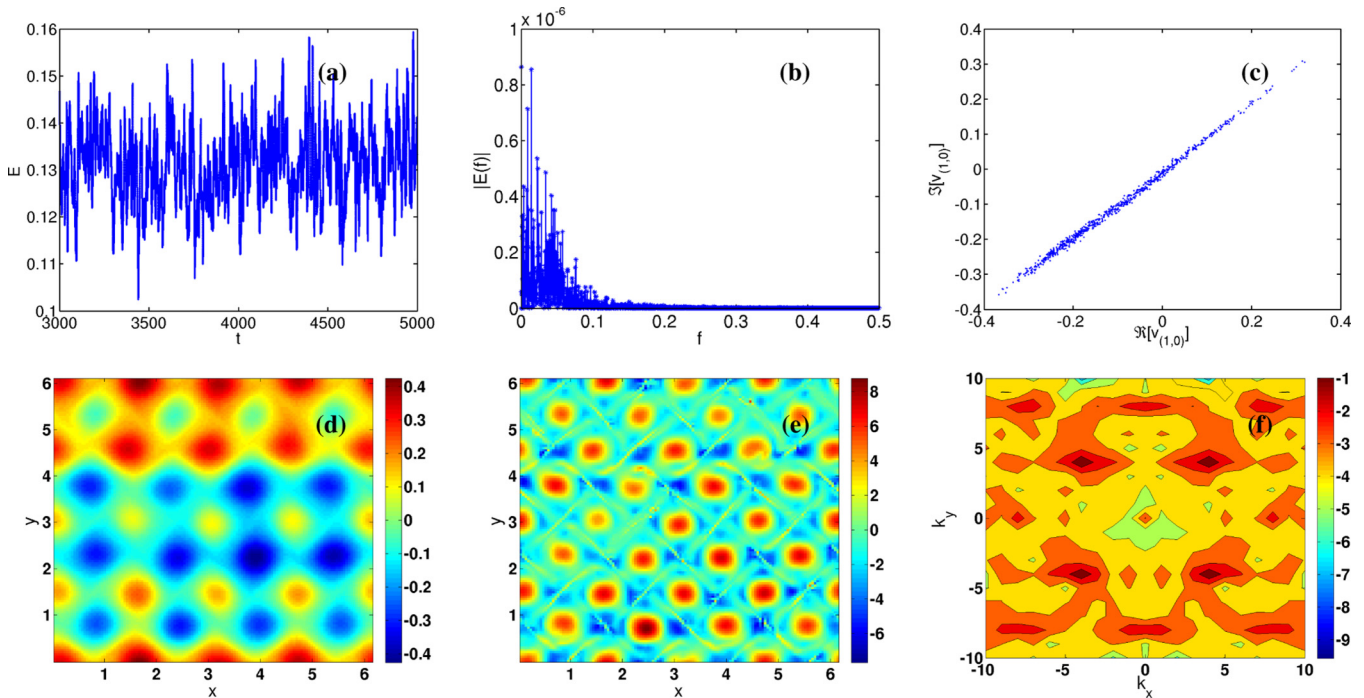 (a)
E
0.16
0.15
0.14
0.13
0.12
0.11
0.1
3000 3500 4000 4500 5000
t
(b)
x 10^-6
|E(f)|
1
0.8
0.6
0.4
0.2
0
0 0.1 0.2 0.3 0.4 0.5
f
(c)
ℑ[v(1,0)]
0.4
0.3
0.2
0.1
0
-0.1
-0.2
-0.3
-0.4
-0.4 -0.2 0 0.2 0.4
ℜ[v(1,0)]
(d)
y
6
5
4
3
2
1
1 2 3 4 5 6
x
0.4
0.3
0.2
0.1
0
-0.1
-0.2
-0.3
-0.4
(e)
y
6
5
4
3
2
1
1 2 3 4 5 6
x
8
6
4
2
0
-2
-4
-6
(f)
ky
10
5
0
-5
-10
-10 -5 0 5 10
kx
-1
-2
-3
-4
-5
-6
-7
-8
-9